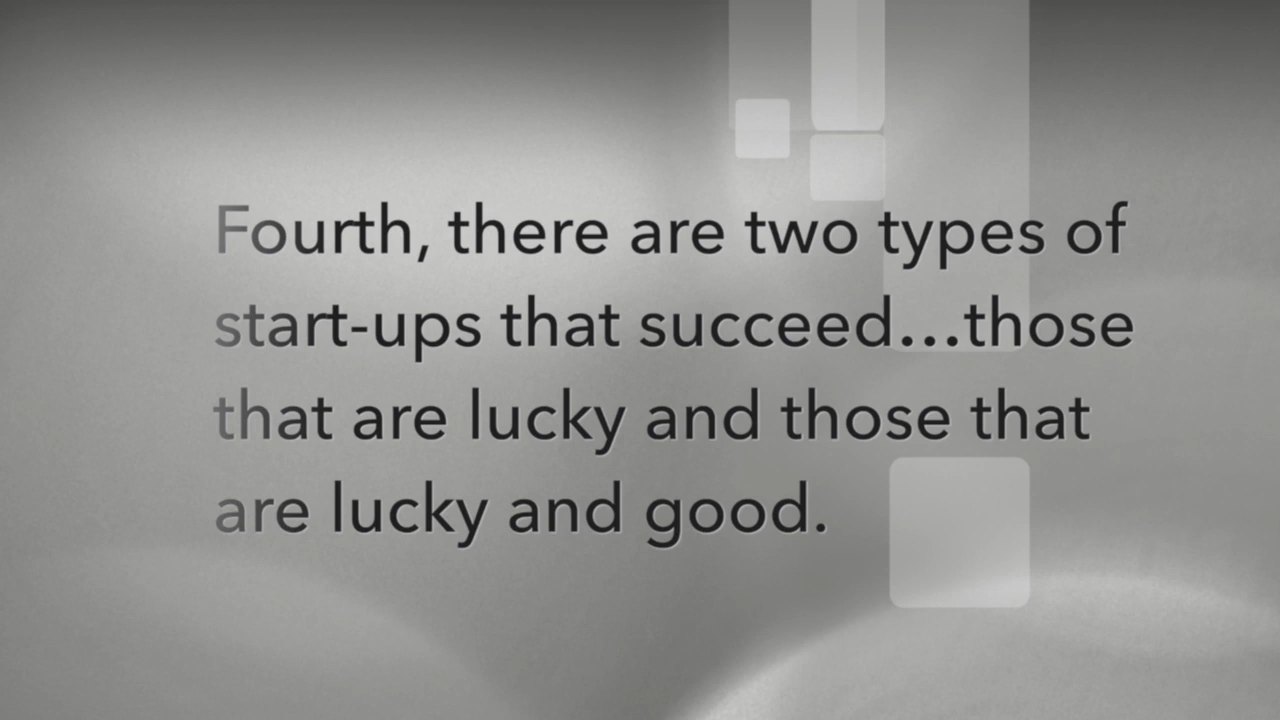 Fourth, there are two types of
start-ups that succeed...those
that are lucky and those that
are lucky and good.